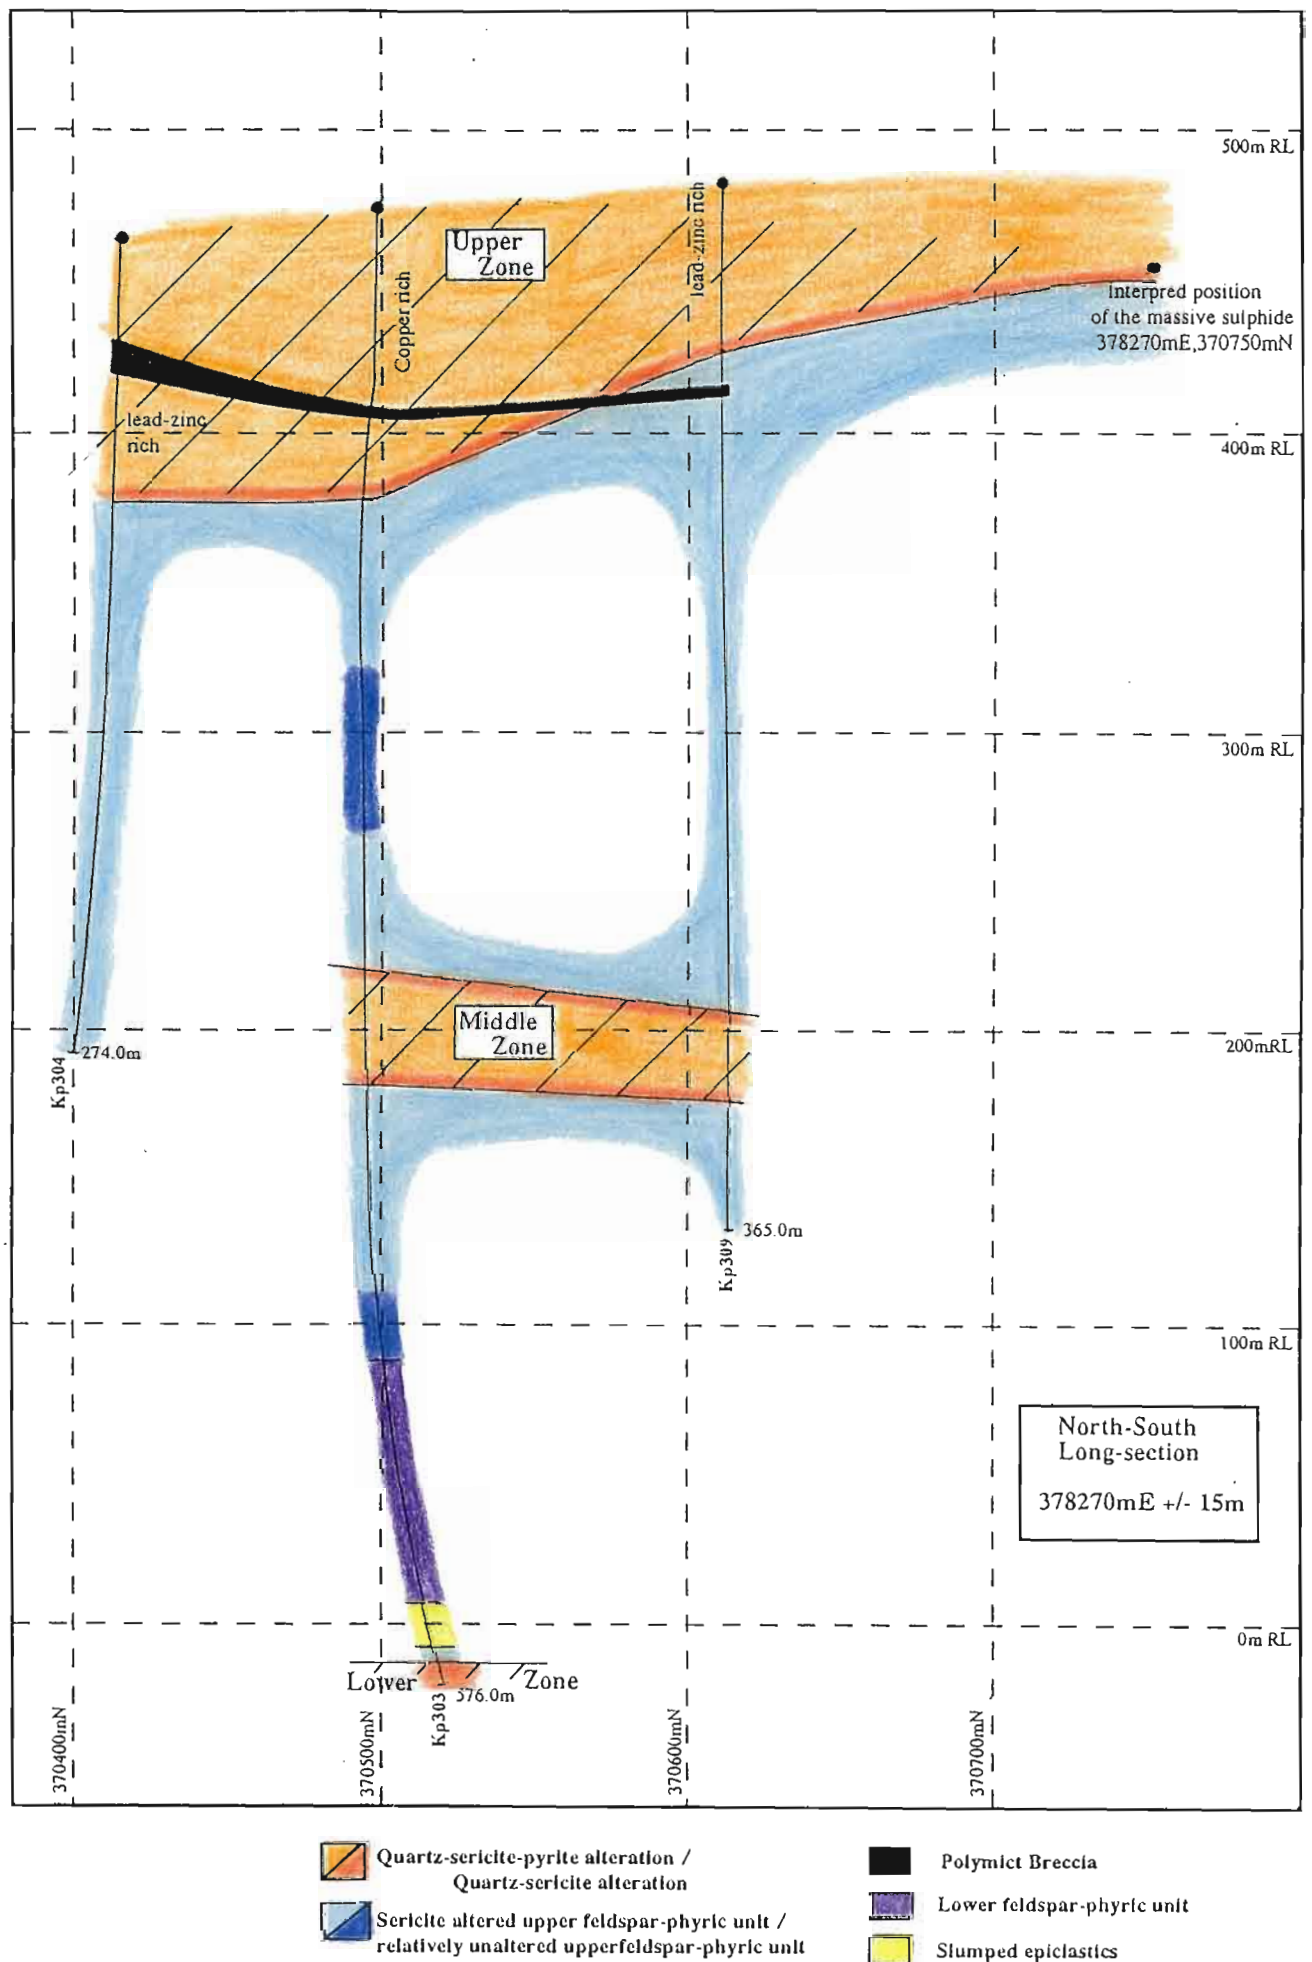 500m RL
Upper
Zone
lead-zinc rich
Copper rich
Interpred position
of the massive sulphide
378270mE,370750mN
lead-zinc
rich
400m RL
300m RL
Middle
Zone
200mRL
274.0m
Kp304
365.0m
Kp309
100m RL
North-South
Long-section
378270mE +/- 15m
0m RL
Lower Zone
576.0m
Kp303
370400mN
370500mN
370600mN
370700mN
Quartz-sericite-pyrite alteration /
Quartz-sericite alteration
Sericite altered upper feldspar-phyric unit /
relatively unaltered upperfeldspar-phyric unit
Polymict Breccia
Lower feldspar-phyric unit
Slumped epiclastics